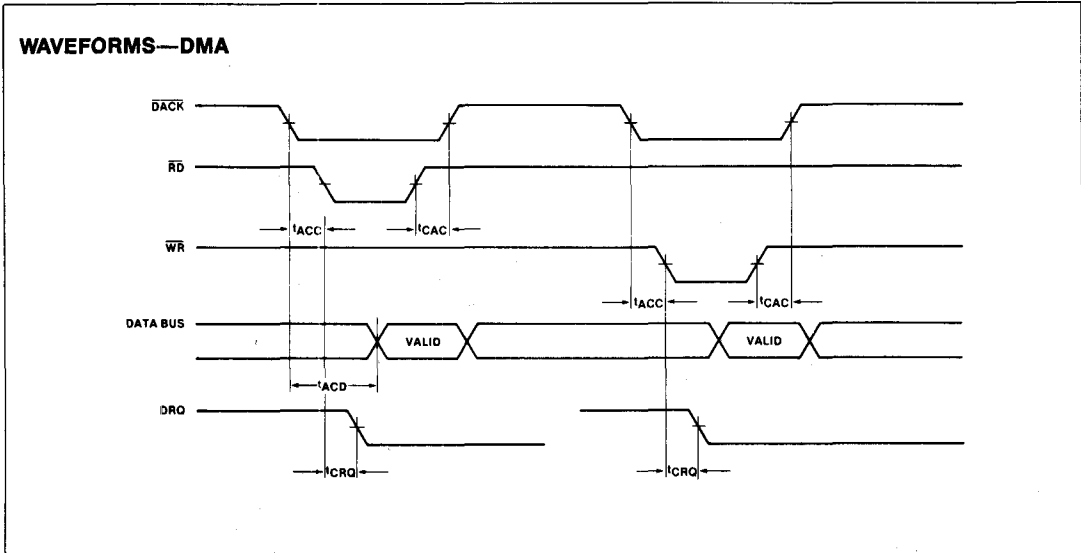 WAVEFORMS—DMA
DACK
RD
tACC
tCAC
WR
tACC
tCAC
DATA BUS
VALID
VALID
tACD
DRQ
tCRQ
tCRQ